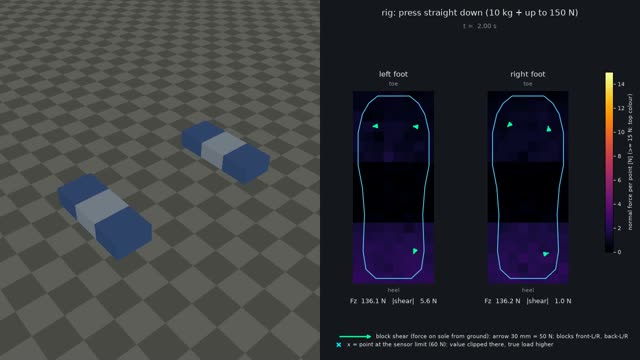 rig: press straight down (10 kg + up to 150 N)
t = 2.00 s
left foot
right foot
toe
toe
14
12
10
8
6
4
2
0
normal force per point [N] (>= 15 N: top colour)
heel
heel
Fz 136.1 N |shear| 5.6 N
Fz 136.2 N |shear| 1.0 N
block shear (force on sole from ground): arrow 30 mm = 50 N; blocks front-L/R, back-L/R
x = point at the sensor limit (60 N): value clipped there, true load higher